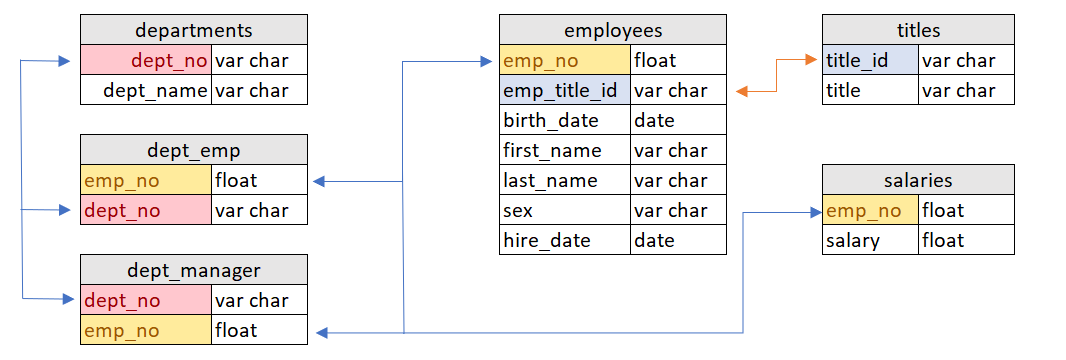 departments
dept_no var char
dept_name var char
dept_emp
emp_no float
dept_no var char
dept_manager
dept_no var char
emp_no float
employees
emp_no float
emp_title_id var char
birth_date date
first_name var char
last_name var char
sex var char
hire_date date
titles
title_id var char
title var char
salaries
emp_no float
salary float